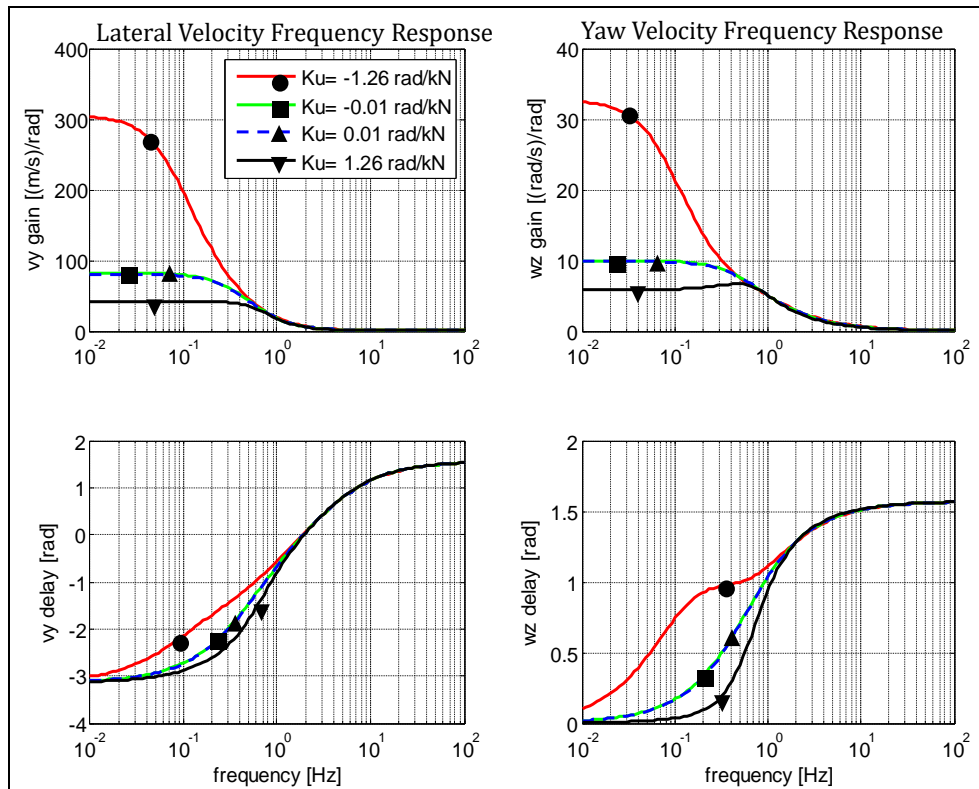 Lateral Velocity Frequency Response
Yaw Velocity Frequency Response
400
300
200
100
0
vy gain [(m/s)/rad]
Ku= -1.26 rad/kN
Ku= -0.01 rad/kN
Ku= 0.01 rad/kN
Ku= 1.26 rad/kN
10^-2 10^-1 10^0 10^1 10^2
40
30
20
10
0
wz gain [(rad/s)/rad]
10^-2 10^-1 10^0 10^1 10^2
2
1
0
-1
-2
-3
-4
vy delay [rad]
10^-2 10^-1 10^0 10^1 10^2
frequency [Hz]
2
1.5
1
0.5
0
wz delay [rad]
10^-2 10^-1 10^0 10^1 10^2
frequency [Hz]